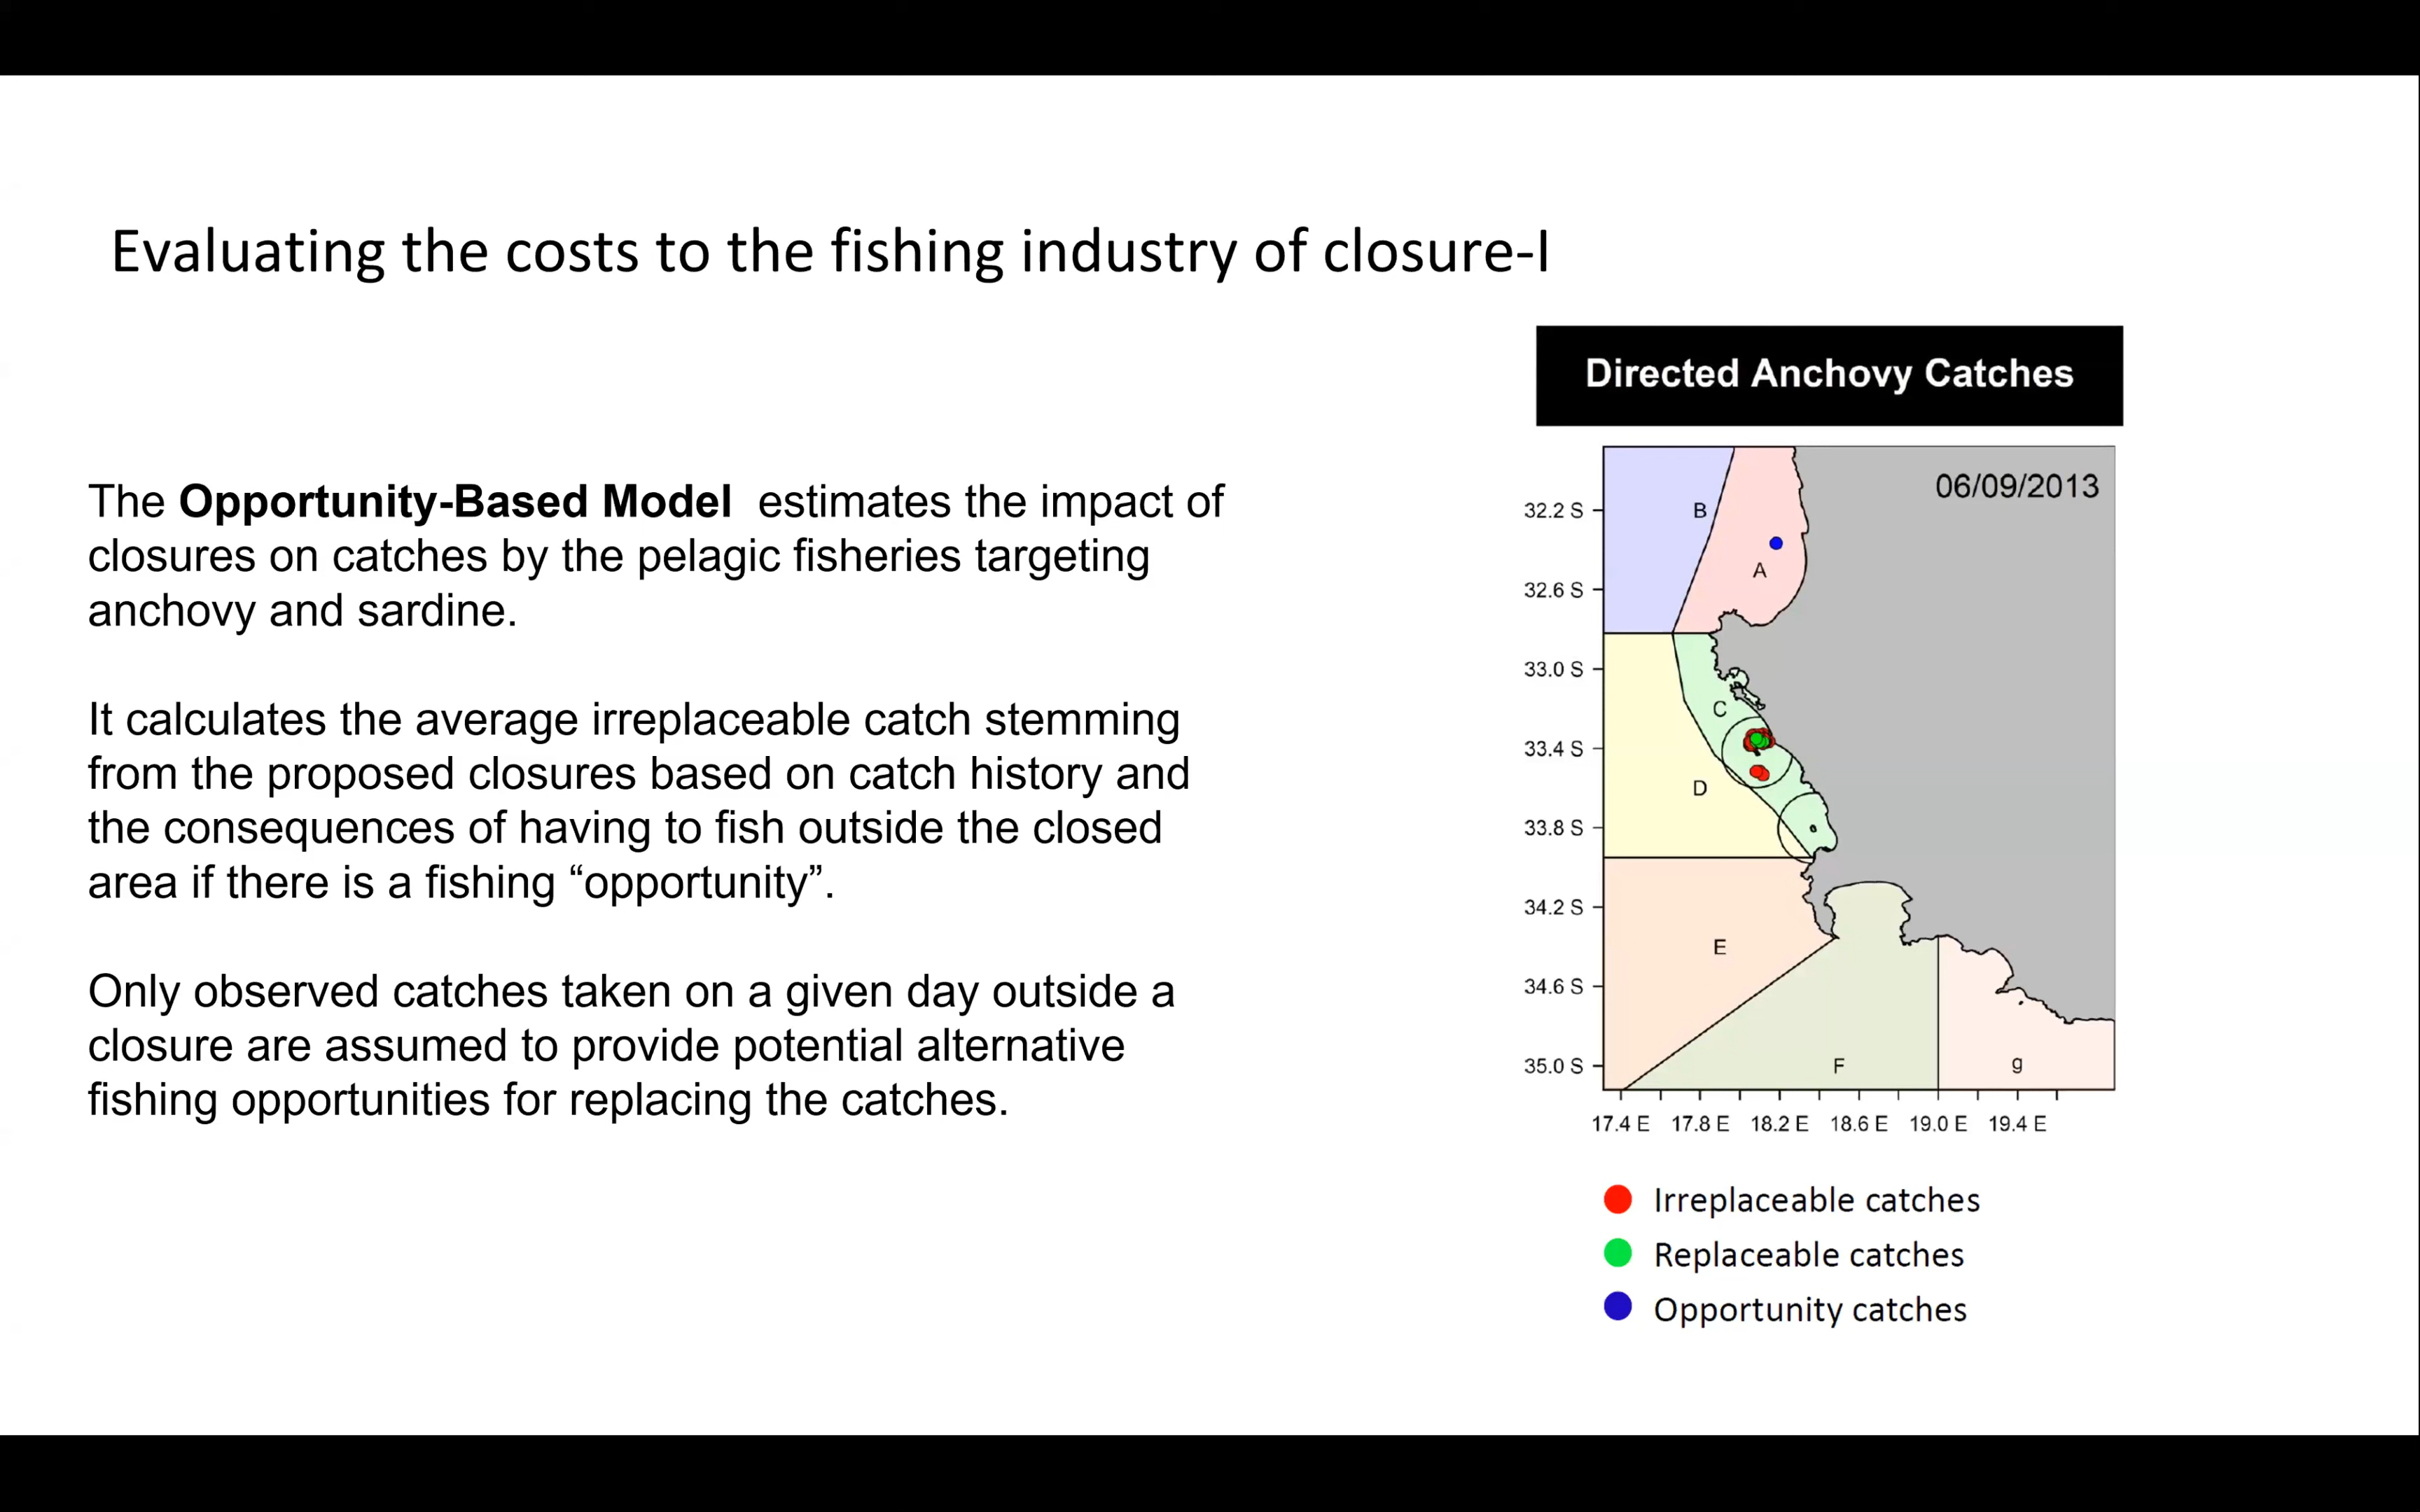 Evaluating the costs to the fishing industry of closure-I
The Opportunity-Based Model estimates the impact of
closures on catches by the pelagic fisheries targeting
anchovy and sardine.
It calculates the average irreplaceable catch stemming
from the proposed closures based on catch history and
the consequences of having to fish outside the closed
area if there is a fishing “opportunity”.
Only observed catches taken on a given day outside a
closure are assumed to provide potential alternative
fishing opportunities for replacing the catches.
Directed Anchovy Catches
06/09/2013
32.2 S
32.6 S
33.0 S
33.4 S
33.8 S
34.2 S
34.6 S
35.0 S
B
A
C
D
E
F
g
17.4 E 17.8 E 18.2 E 18.6 E 19.0 E 19.4 E
Irreplaceable catches
Replaceable catches
Opportunity catches